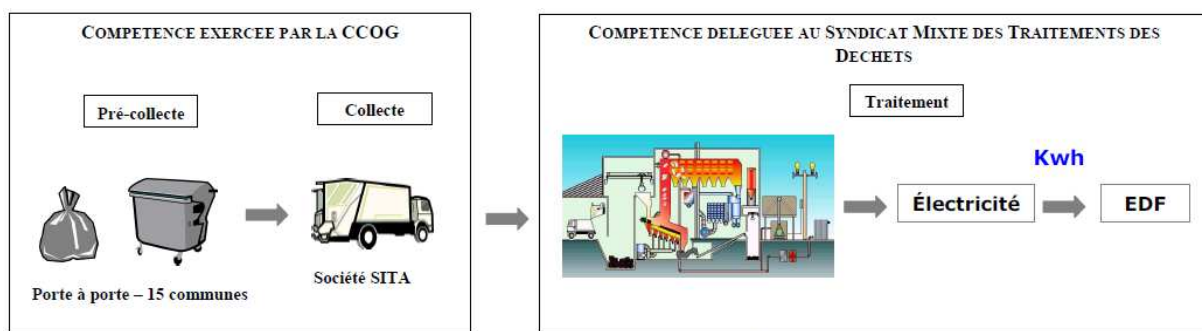 COMPETENCE EXERCEE PAR LA CCOG
Pré-collecte
Collecte
Société SITA
Porte à porte – 15 communes
COMPETENCE DELEGUEE AU SYNDICAT MIXTE DES TRAITEMENTS DES
DECHETS
Traitement
Kwh
Électricité
EDF